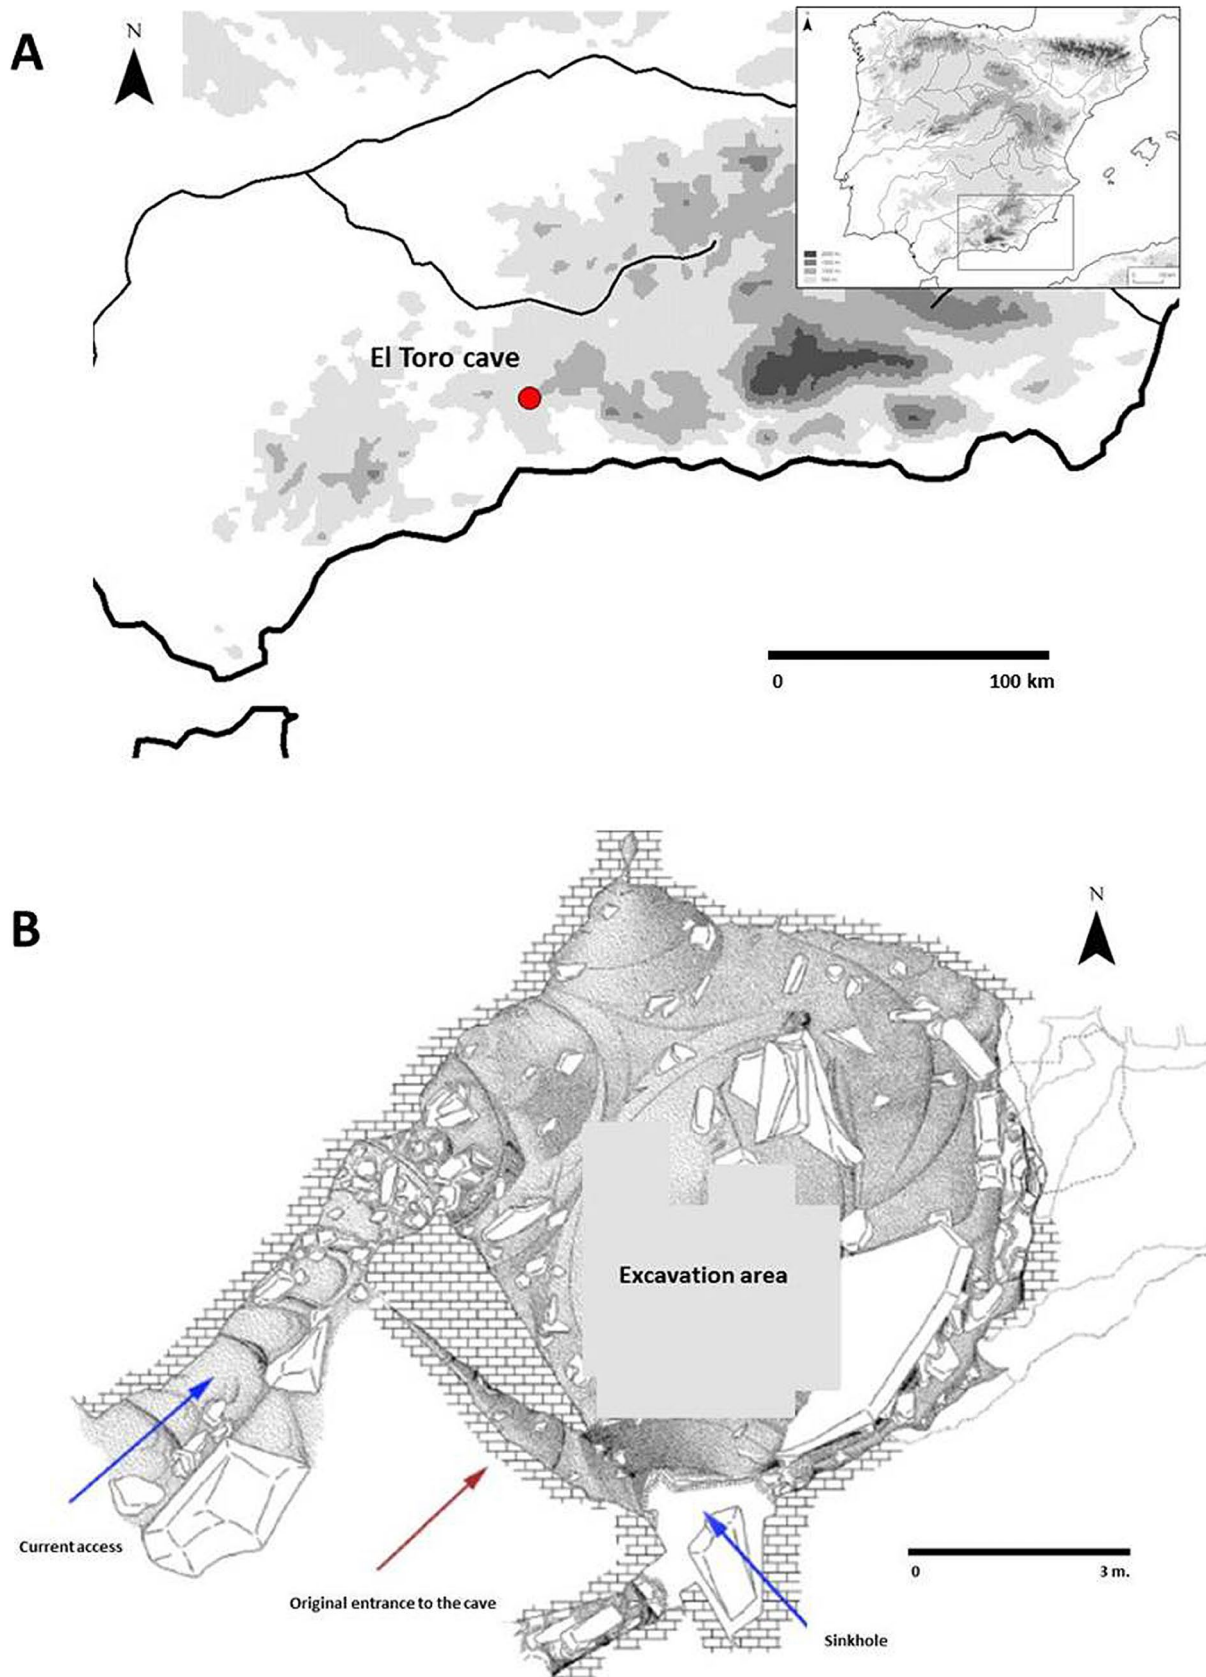 A
N
El Toro cave
0
100 km
B
N
Excavation area
Current access
Original entrance to the cave
Sinkhole
0
3 m.